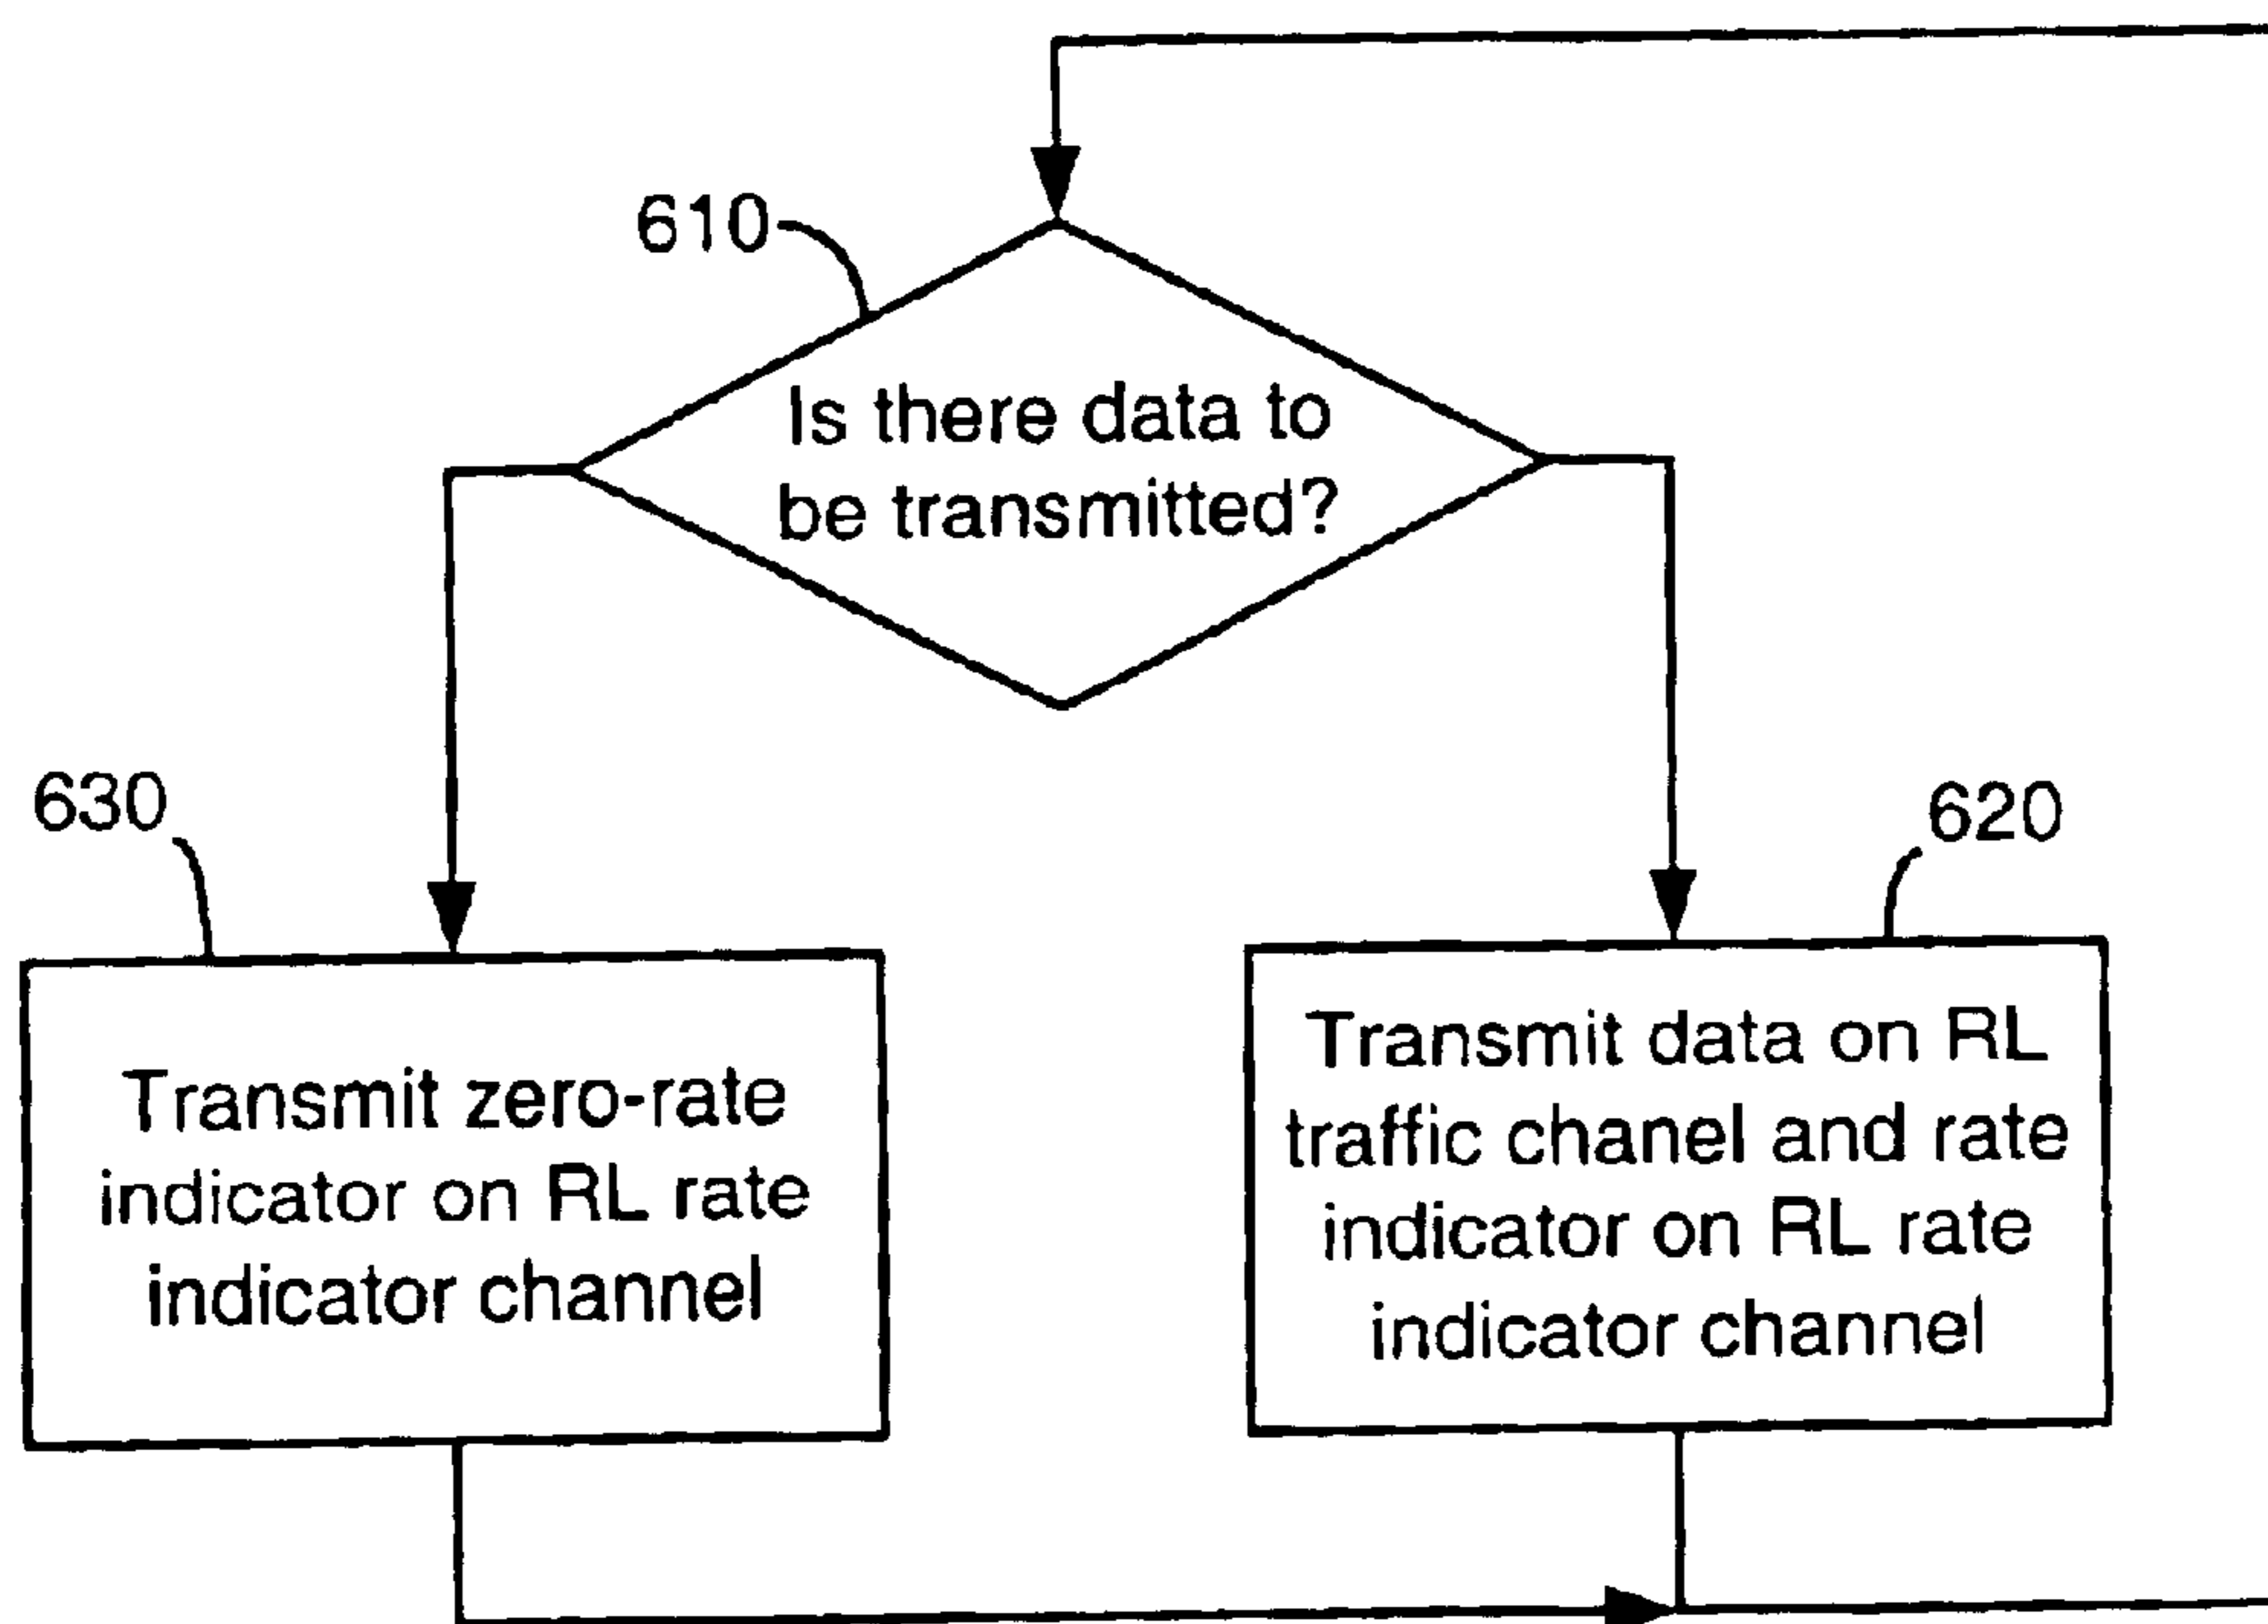 610
Is there data to
be transmitted?
630
620
Transmit zero-rate
indicator on RL rate
indicator channel
Transmit data on RL
traffic chanel and rate
indicator on RL rate
indicator channel